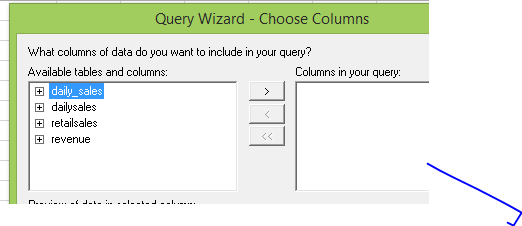 Query Wizard - Choose Columns
What columns of data do you want to include in your query?
Available tables and columns:
Columns in your query:
daily_sales
>
dailysales
<
retailsales
<<
revenue
Preview of data in selected column: